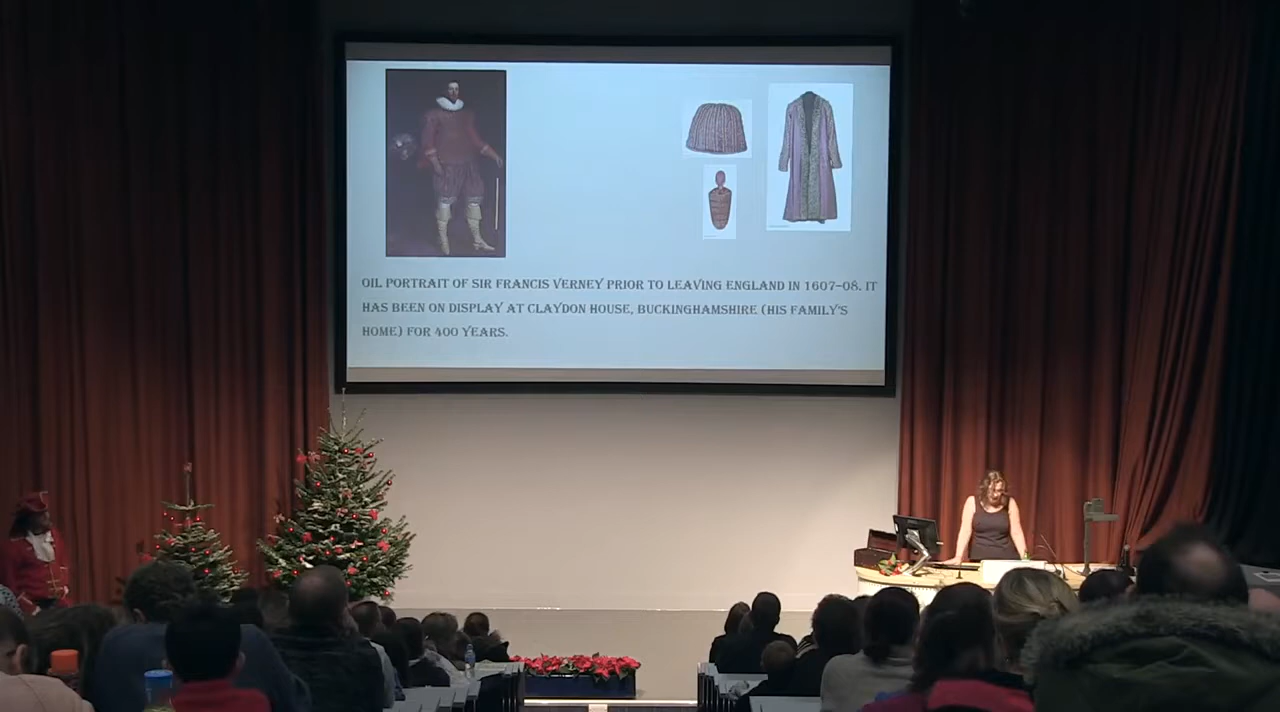 OIL PORTRAIT OF SIR FRANCIS VERNEY PRIOR TO LEAVING ENGLAND IN 1607–08. IT
HAS BEEN ON DISPLAY AT CLAYDON HOUSE, BUCKINGHAMSHIRE (HIS FAMILY'S
HOME) FOR 400 YEARS.